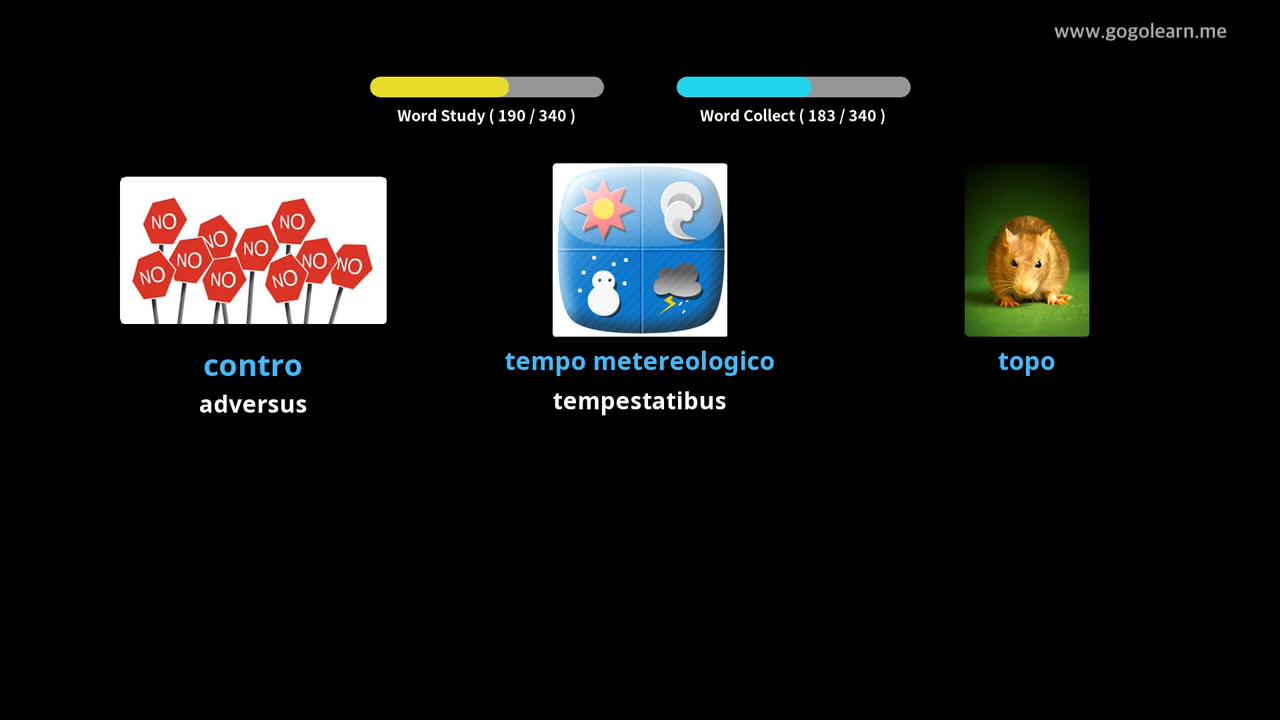 www.gogolearn.me
Word Study ( 190 / 340 )
Word Collect ( 183 / 340 )
NO
NO
NO
NO
NO
NO
NO
NO
NO
contro
adversus
tempo metereologico
tempestatibus
topo